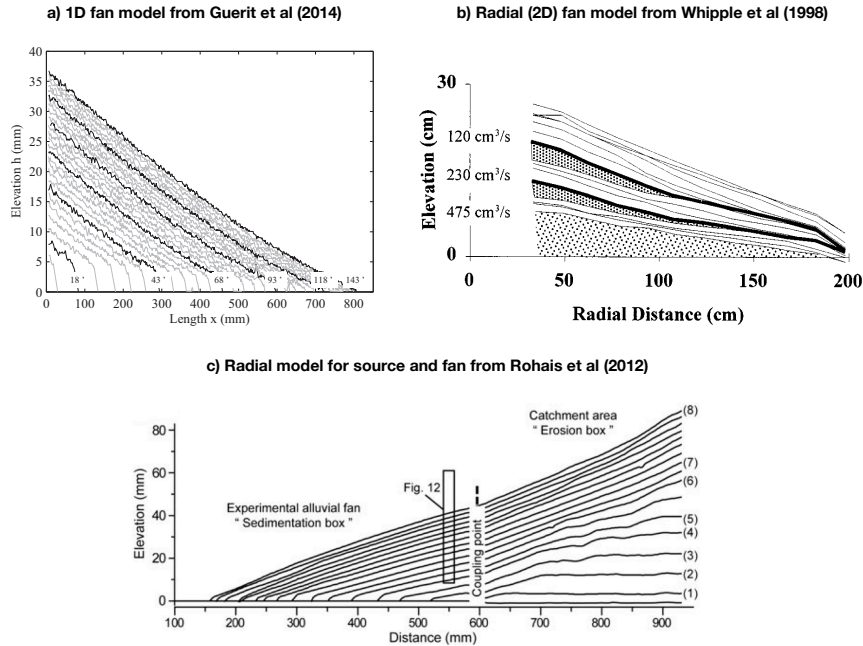 a) 1D fan model from Guerit et al (2014)
40
35
30
25
20
15
10
5
0
Elevation h (mm)
18 ' 43 ' 68 ' 93 ' 118 ' 143 '
0 100 200 300 400 500 600 700 800
Length x (mm)
b) Radial (2D) fan model from Whipple et al (1998)
30
0
Elevation (cm)
120 cm³/s
230 cm³/s
475 cm³/s
0 50 100 150 200
Radial Distance (cm)
c) Radial model for source and fan from Rohais et al (2012)
80
60
40
20
0
Elevation (mm)
Experimental alluvial fan
" Sedimentation box "
Fig. 12
Coupling point
Catchment area
" Erosion box "
(8)
(7)
(6)
(5)
(4)
(3)
(2)
(1)
100 200 300 400 500 600 700 800 900
Distance (mm)